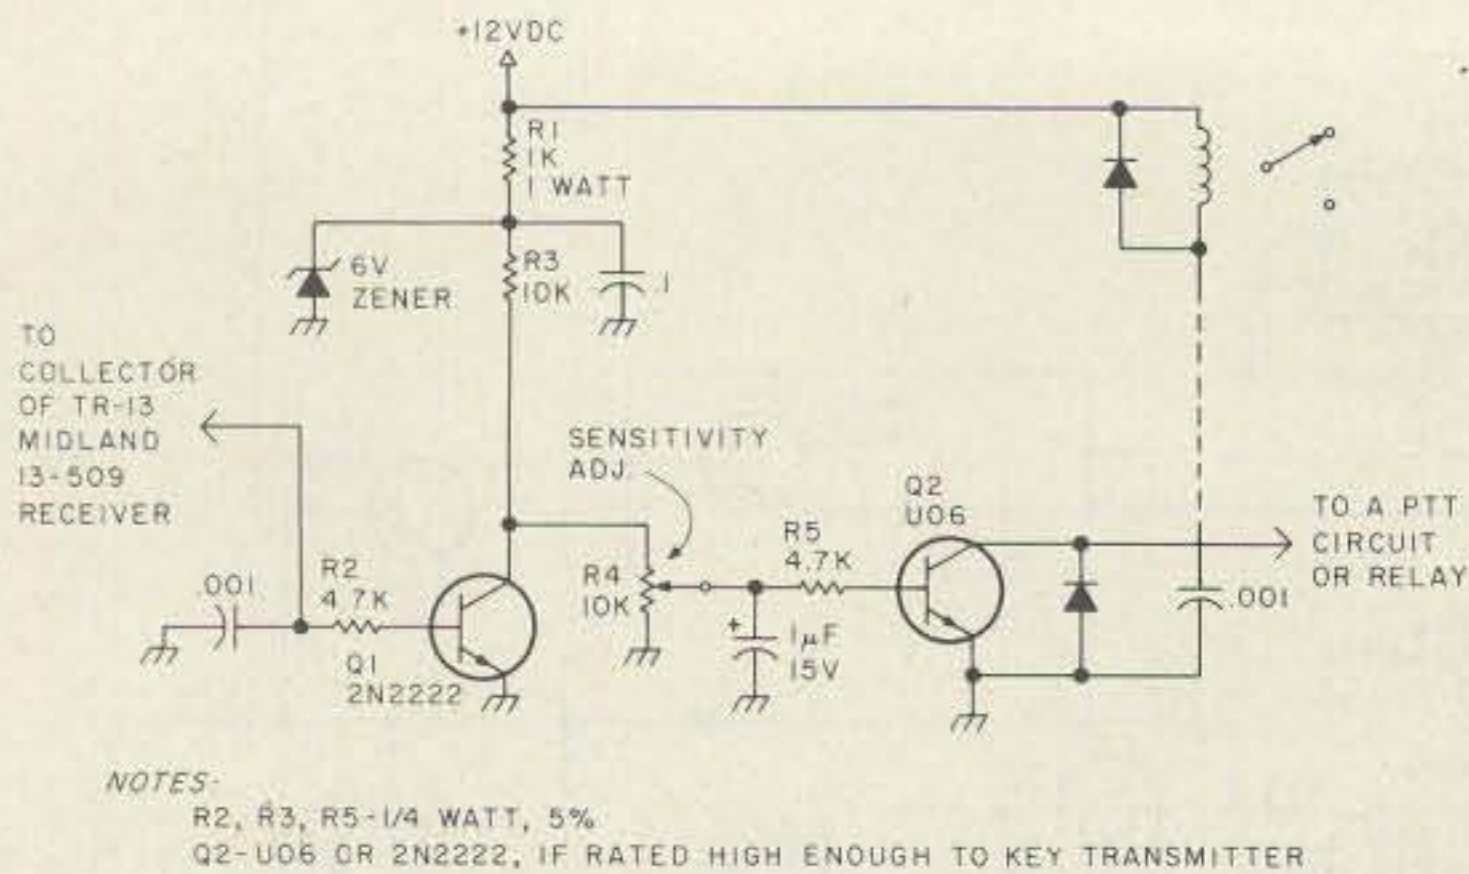 +12VDC
R1
1K
1 WATT
6V
ZENER
R3
10K
.1
TO
COLLECTOR
OF TR-13
MIDLAND
13-509
RECEIVER
SENSITIVITY
ADJ.
.001
R2
4.7K
Q1
2N2222
R4
10K
+
1µF
15V
R5
4.7K
Q2
U06
TO A PTT
CIRCUIT
OR RELAY
.001
NOTES-
R2, R3, R5-1/4 WATT, 5%
Q2-U06 OR 2N2222, IF RATED HIGH ENOUGH TO KEY TRANSMITTER